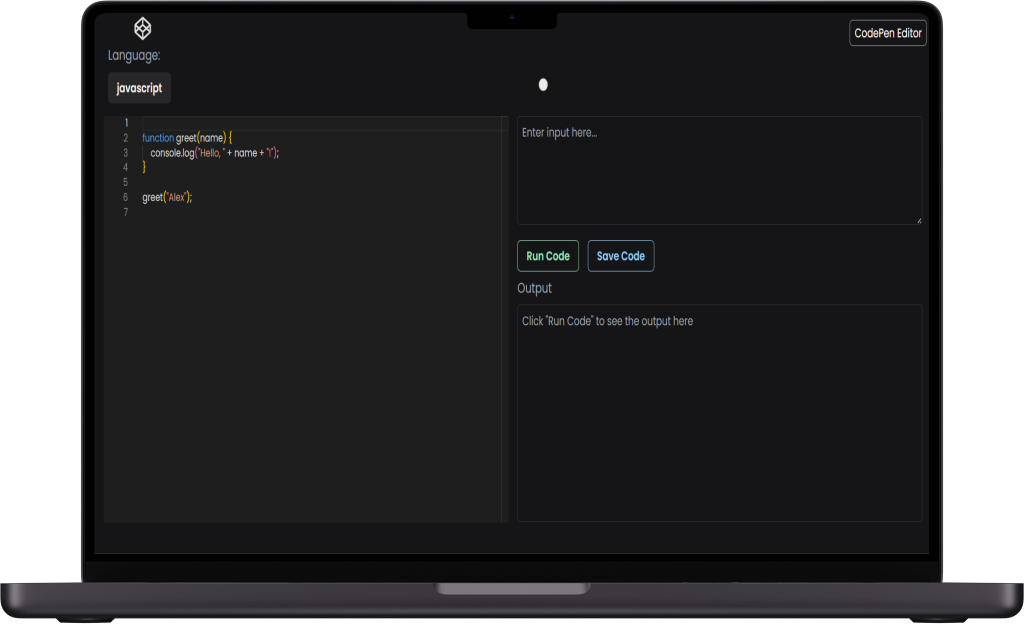 CodePen Editor
Language:
javascript
1
2 function greet(name) {
3 console.log("Hello, " + name + "!");
4 }
5
6 greet("Alex");
7
Enter input here...
Run Code Save Code
Output
Click "Run Code" to see the output here